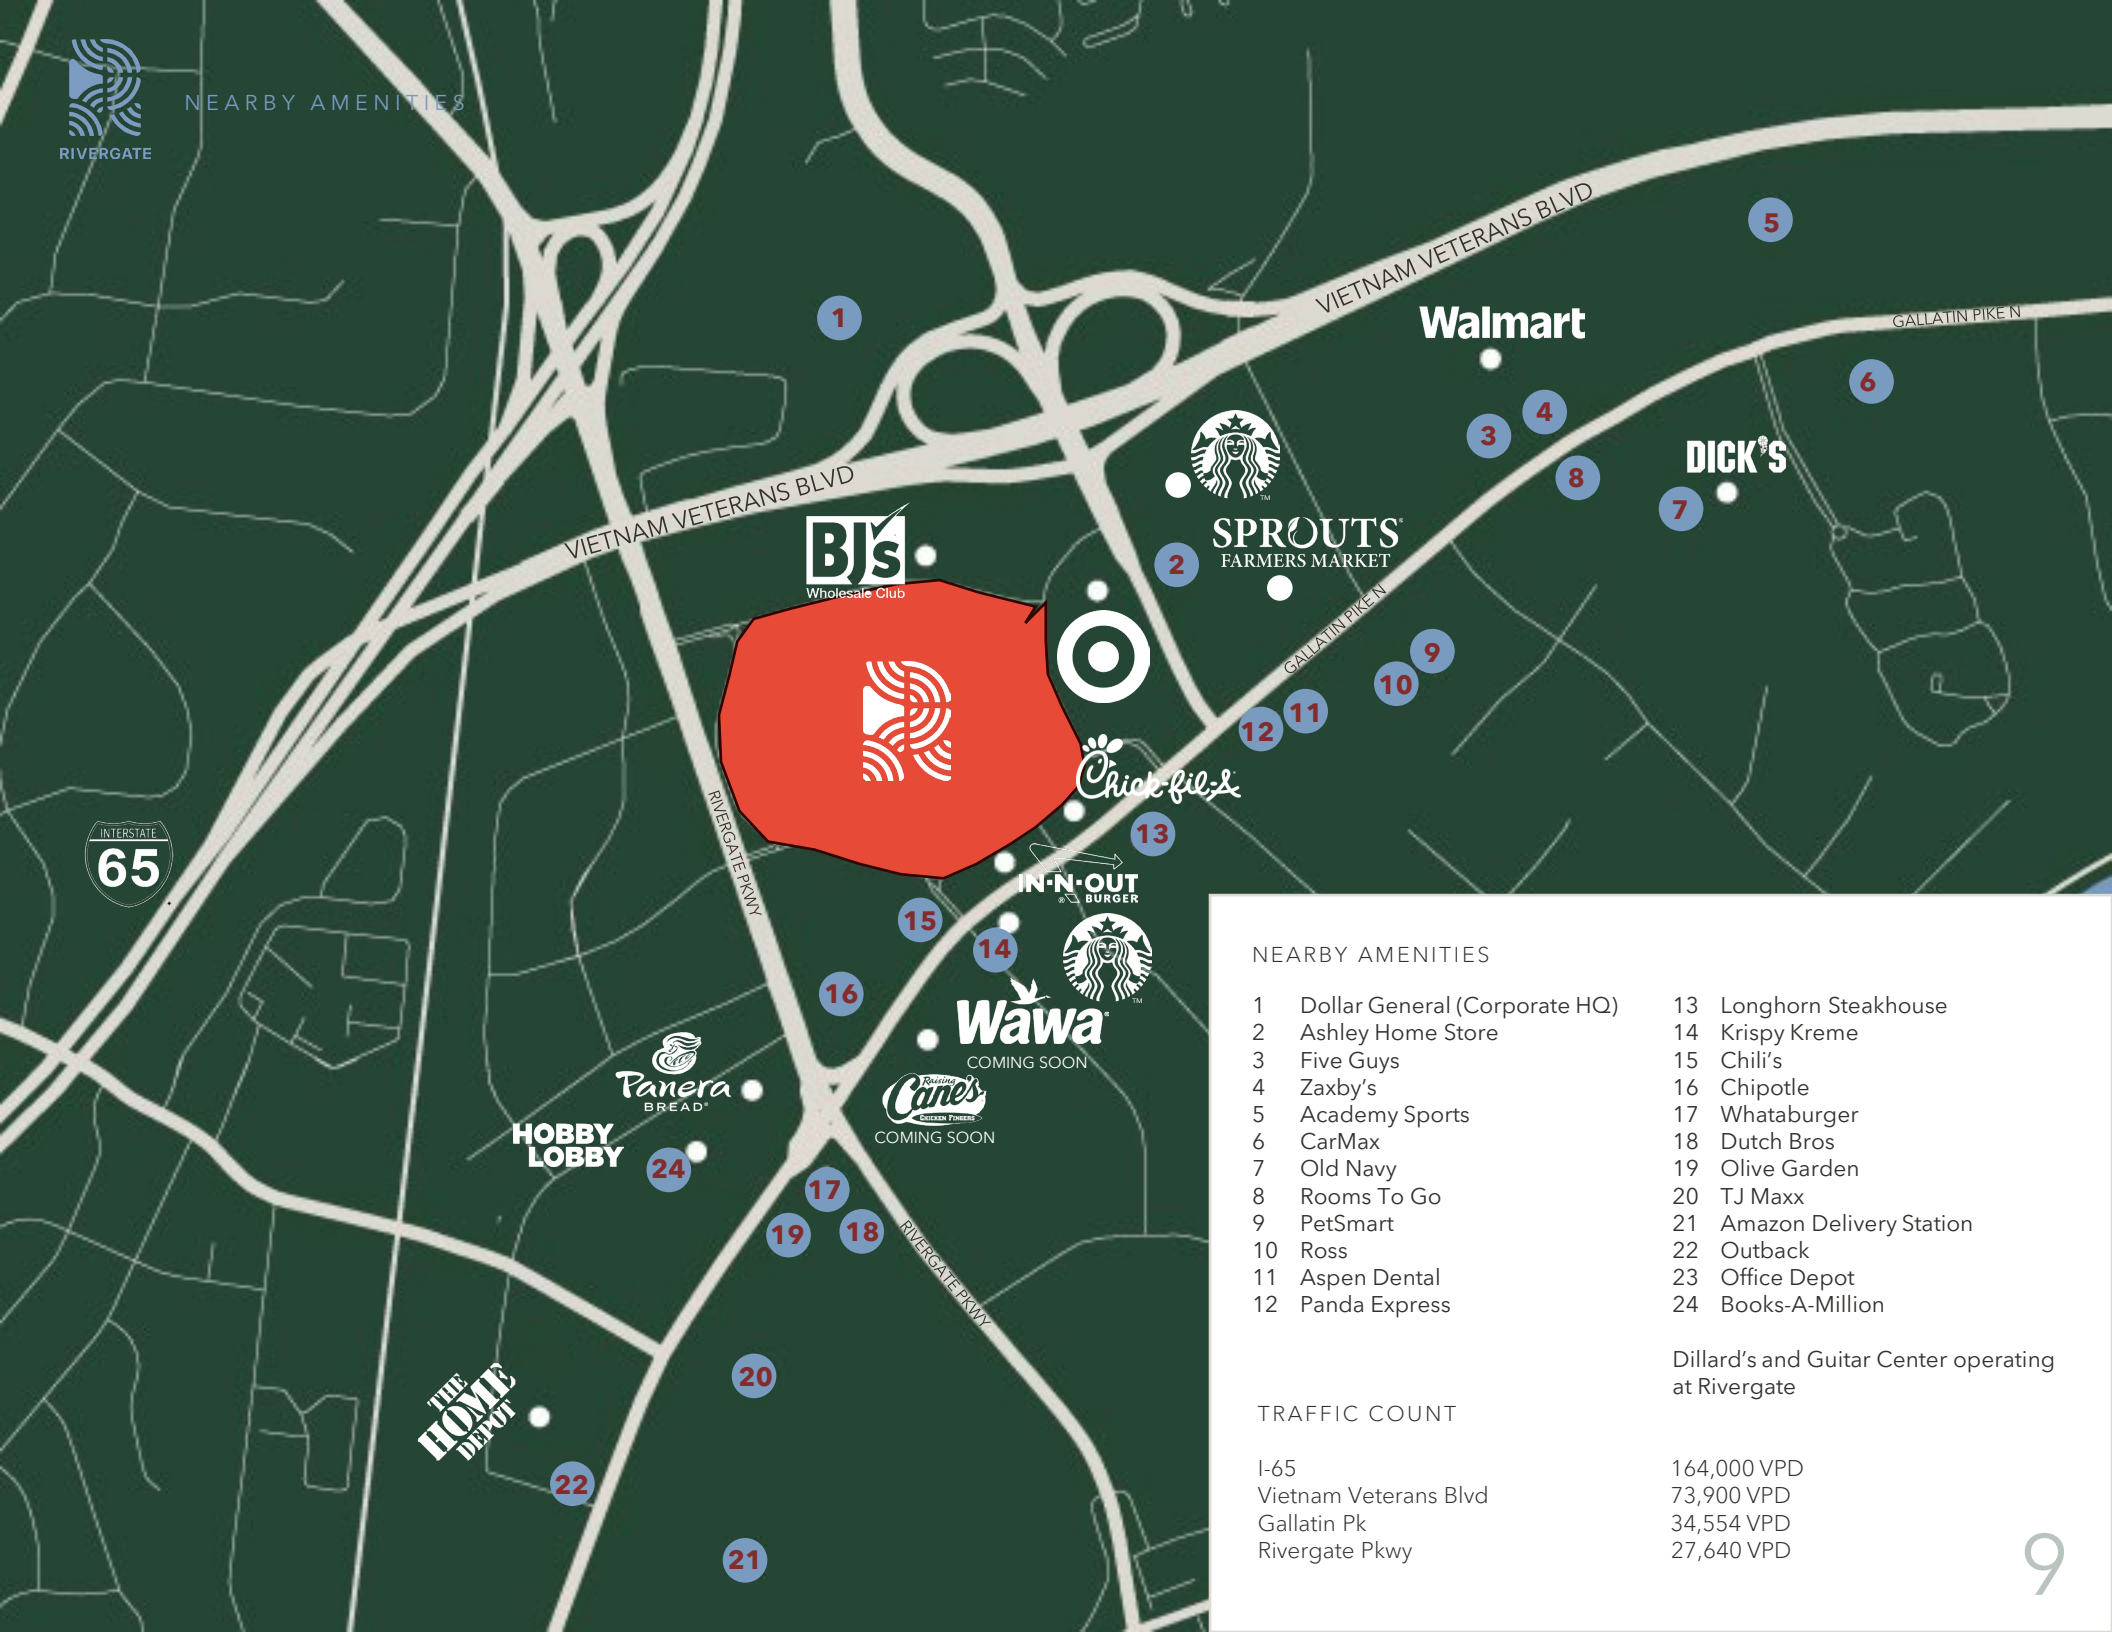 RIVERGATE
NEARBY AMENITIES
VIETNAM VETERANS BLVD
5
1
Walmart
GALLATIN PIKE N
6
4
3
DICK'S
8
7
TM
VIETNAM VETERANS BLVD
BJ's
Wholesale Club
SPROUTS®
FARMERS MARKET
2
GALLATIN PIKE N
9
10
11
12
Chick-fil-A
13
RIVERGATE PKWY
INTERSTATE
65
IN-N-OUT
® BURGER
15
14
TM
16
Wawa®
COMING SOON
Panera
BREAD®
Raising
Cane's
CHICKEN FINGERS
COMING SOON
HOBBY
LOBBY
24
17
19
18
RIVERGATE PKWY
THE
HOME
DEPOT
20
22
21
NEARBY AMENITIES
1 Dollar General (Corporate HQ)
2 Ashley Home Store
3 Five Guys
4 Zaxby's
5 Academy Sports
6 CarMax
7 Old Navy
8 Rooms To Go
9 PetSmart
10 Ross
11 Aspen Dental
12 Panda Express
13 Longhorn Steakhouse
14 Krispy Kreme
15 Chili's
16 Chipotle
17 Whataburger
18 Dutch Bros
19 Olive Garden
20 TJ Maxx
21 Amazon Delivery Station
22 Outback
23 Office Depot
24 Books-A-Million
Dillard's and Guitar Center operating
at Rivergate
TRAFFIC COUNT
I-65 164,000 VPD
Vietnam Veterans Blvd 73,900 VPD
Gallatin Pk 34,554 VPD
Rivergate Pkwy 27,640 VPD
9